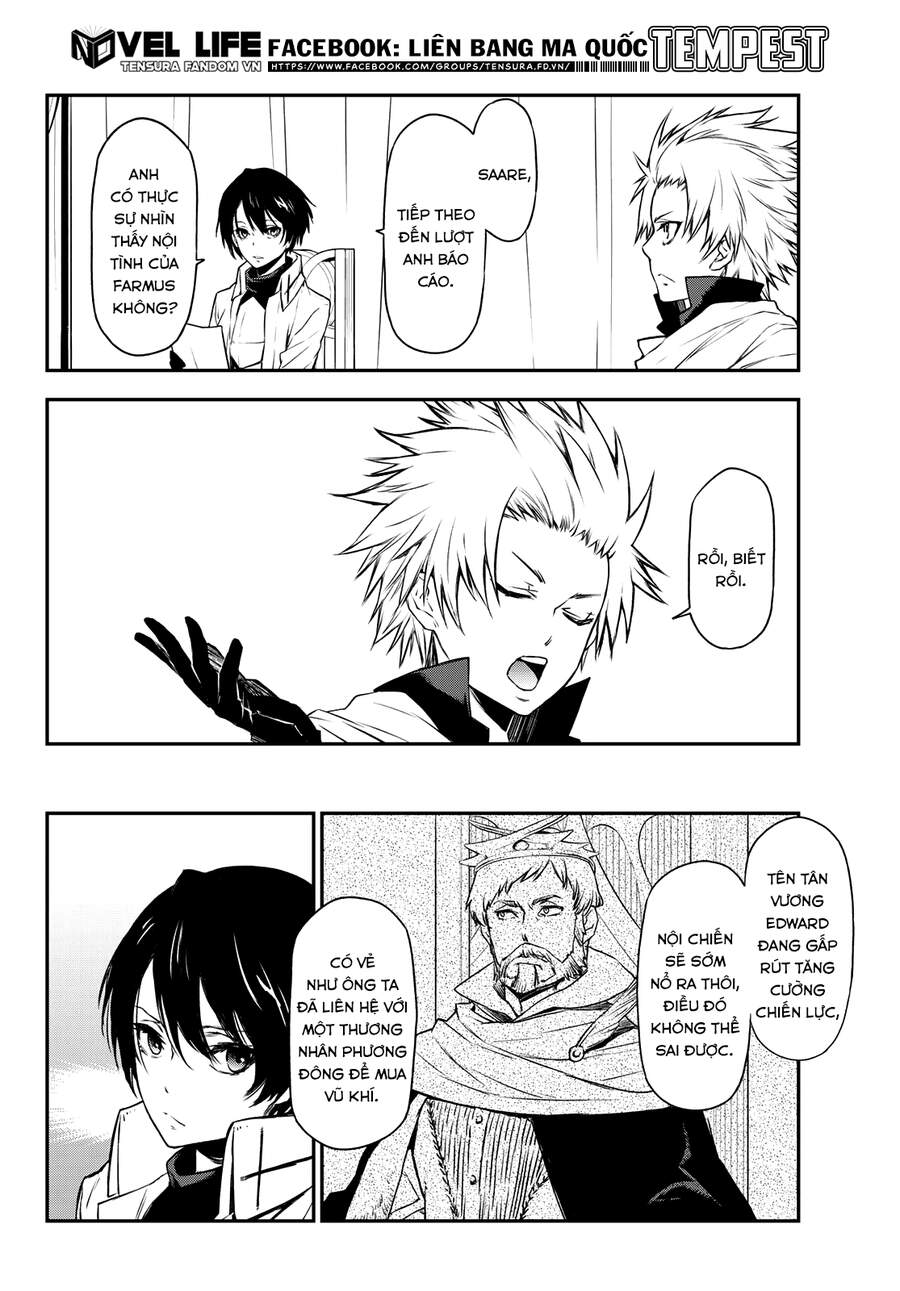 NOVEL LIFE
TENSURA FANDOM VN
FACEBOOK: LIÊN BANG MA QUỐC
HTTPS://WWW.FACEBOOK.COM/GROUPS/TENSURA.FD.VN/
TEMPEST
SAARE,
TIẾP THEO
ĐẾN LƯỢT
ANH BÁO
CÁO.
ANH
CÓ THỰC
SỰ NHÌN
THẤY NỘI
TÌNH CỦA
FARMUS
KHÔNG?
RỒI, BIẾT
RỒI.
TÊN TÂN
VƯƠNG
EDWARD
ĐANG GẤP
RÚT TĂNG
CƯỜNG
CHIẾN LỰC,
NỘI CHIẾN
SẼ SỚM
NỔ RA THÔI,
ĐIỀU ĐÓ
KHÔNG THỂ
SAI ĐƯỢC.
CÓ VẺ
NHƯ ÔNG TA
ĐÃ LIÊN HỆ VỚI
MỘT THƯƠNG
NHÂN PHƯƠNG
ĐÔNG ĐỂ MUA
VŨ KHÍ.